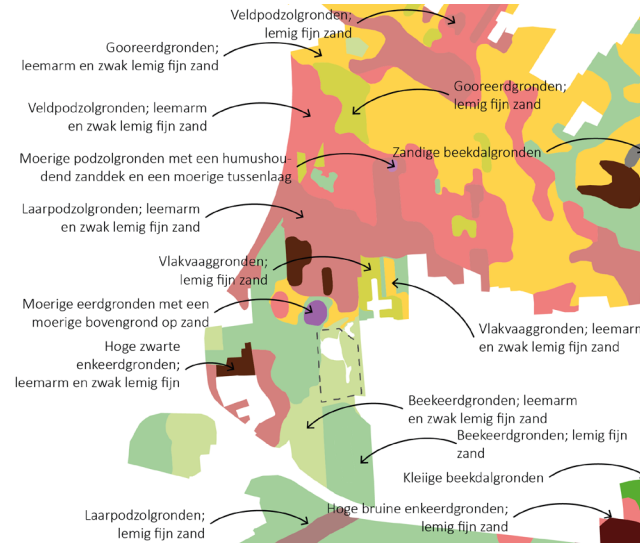 Veldpodzolgronden;
lemig fijn zand
Gooreerdgronden;
leemarm en zwak lemig fijn zand
Gooreerdgronden;
lemig fijn zand
Veldpodzolgronden; leemarm
en zwak lemig fijn zand
Zandige beekdalgronden
Moerige podzolgronden met een humushou-
dend zanddek en een moerige tussenlaag
Laarpodzolgronden; leemarm
en zwak lemig fijn zand
Vlakvaaggronden;
lemig fijn zand
Moerige eerdgronden met een
moerige bovengrond op zand
Vlakvaaggronden; leemarm
en zwak lemig fijn zand
Hoge zwarte
enkeerdgronden;
leemarm en zwak lemig fijn
Beekeerdgronden; leemarm
en zwak lemig fijn zand
Beekeerdgronden; lemig fijn
zand
Kleiige beekdalgronden
Hoge bruine enkeerdgronden;
lemig fijn zand
Laarpodzolgronden;
lemig fijn zand